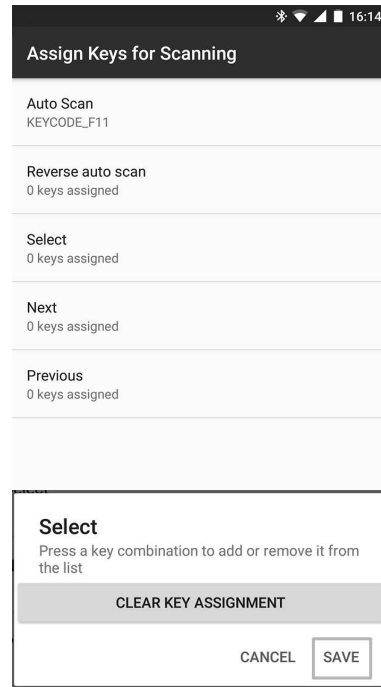 16:14
Assign Keys for Scanning
Auto Scan
KEYCODE_F11
Reverse auto scan
0 keys assigned
Select
0 keys assigned
Next
0 keys assigned
Previous
0 keys assigned
Select
Press a key combination to add or remove it from
the list
CLEAR KEY ASSIGNMENT
CANCEL SAVE